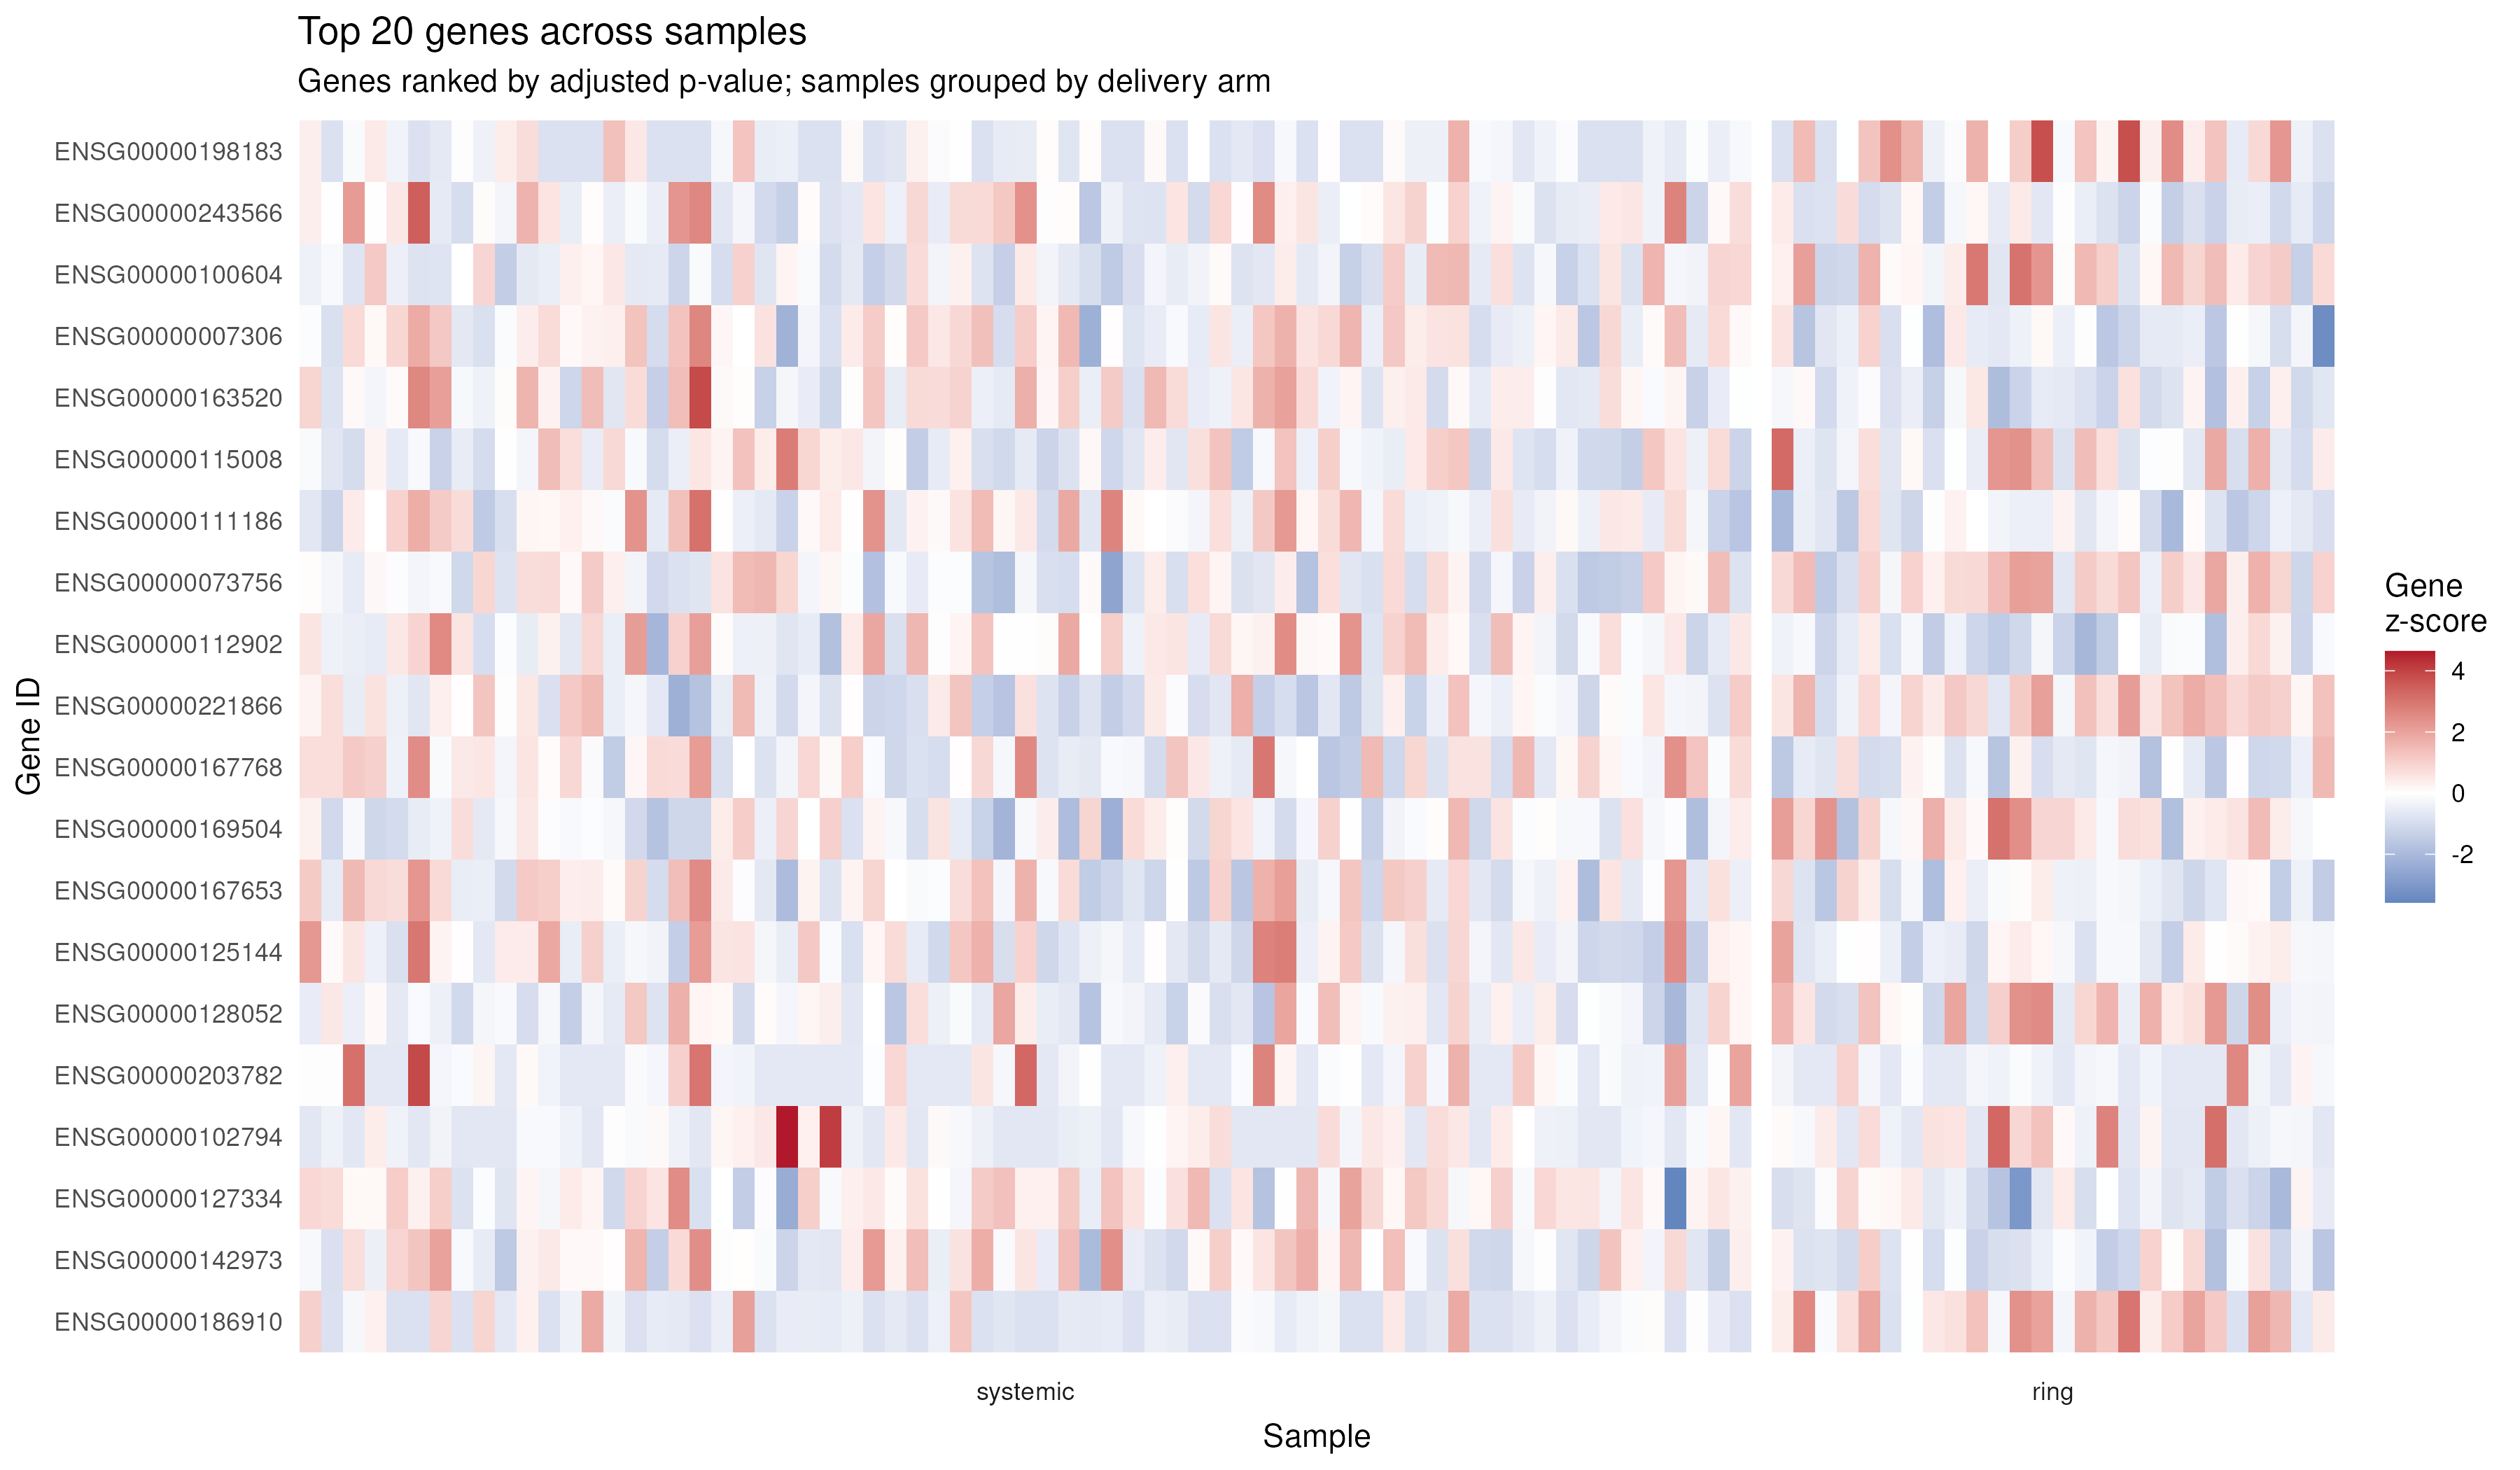 Top 20 genes across samples
Genes ranked by adjusted p-value; samples grouped by delivery arm
Gene ID
ENSG00000198183
ENSG00000243566
ENSG00000100604
ENSG00000007306
ENSG00000163520
ENSG00000115008
ENSG00000111186
ENSG00000073756
ENSG00000112902
ENSG00000221866
ENSG00000167768
ENSG00000169504
ENSG00000167653
ENSG00000125144
ENSG00000128052
ENSG00000203782
ENSG00000102794
ENSG00000127334
ENSG00000142973
ENSG00000186910
systemic
ring
Sample
Gene
z-score
4
2
0
-2